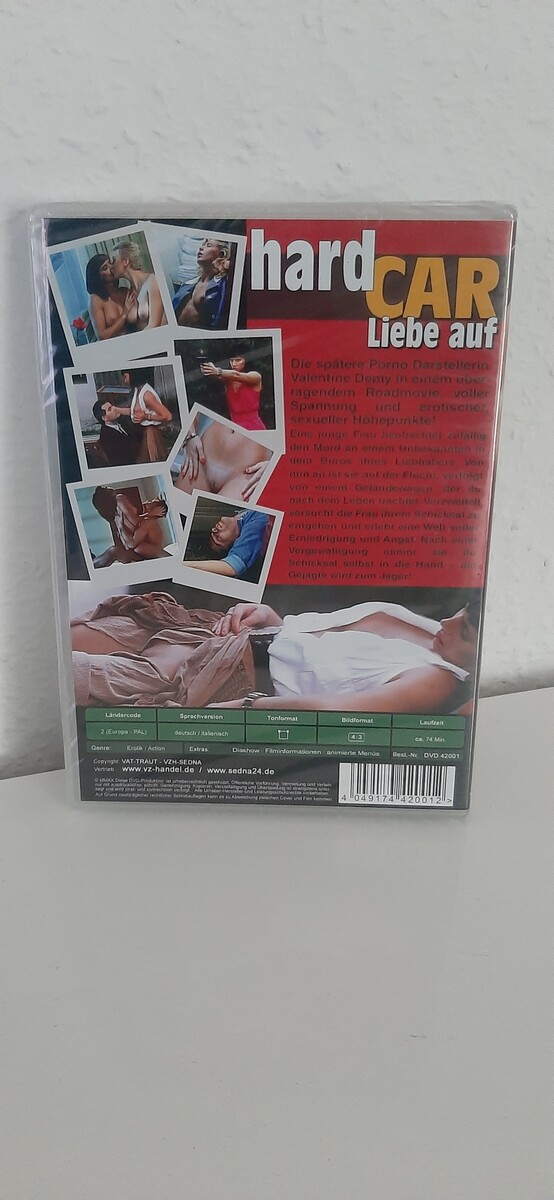 hard
CAR
Liebe auf
Die spätere Porno Darstellerin
Valentine Demy in einem über-
ragendem Roadmovie voller
Spannung und erotischer,
sexueller Höhepunkte!
Eine junge Frau beobachtet zufällig
den Mord an einem Unbekannten in
dem Büros ihres Liebhabers. Von
nun an ist sie auf der Flucht, verfolgt
von einem Geländewagen, der ihr
nach dem Leben trachtet. Verzweifelt
versucht die Frau ihrem Schicksal zu
entgehen und erlebt eine Welt voller
Erniedrigung und Angst. Nach einer
Vergewaltigung nimmt sie ihr
Schicksal selbst in die Hand - die
Gejagte wird zum Jäger!
Ländercode Sprachversion Tonformat Bildformat Laufzeit
2 (Europa - PAL) deutsch / italienisch 4:3 ca. 74 Min.
Genre: Erotik / Action Extras Diashow · Filminformationen · animierte Menüs Best.-Nr. DVD 42001
Copyright: VAT-TRAUT - VZH-SEDNA
Vertrieb: www.vz-handel.de / www.sedna24.de
4 049174 420012 >